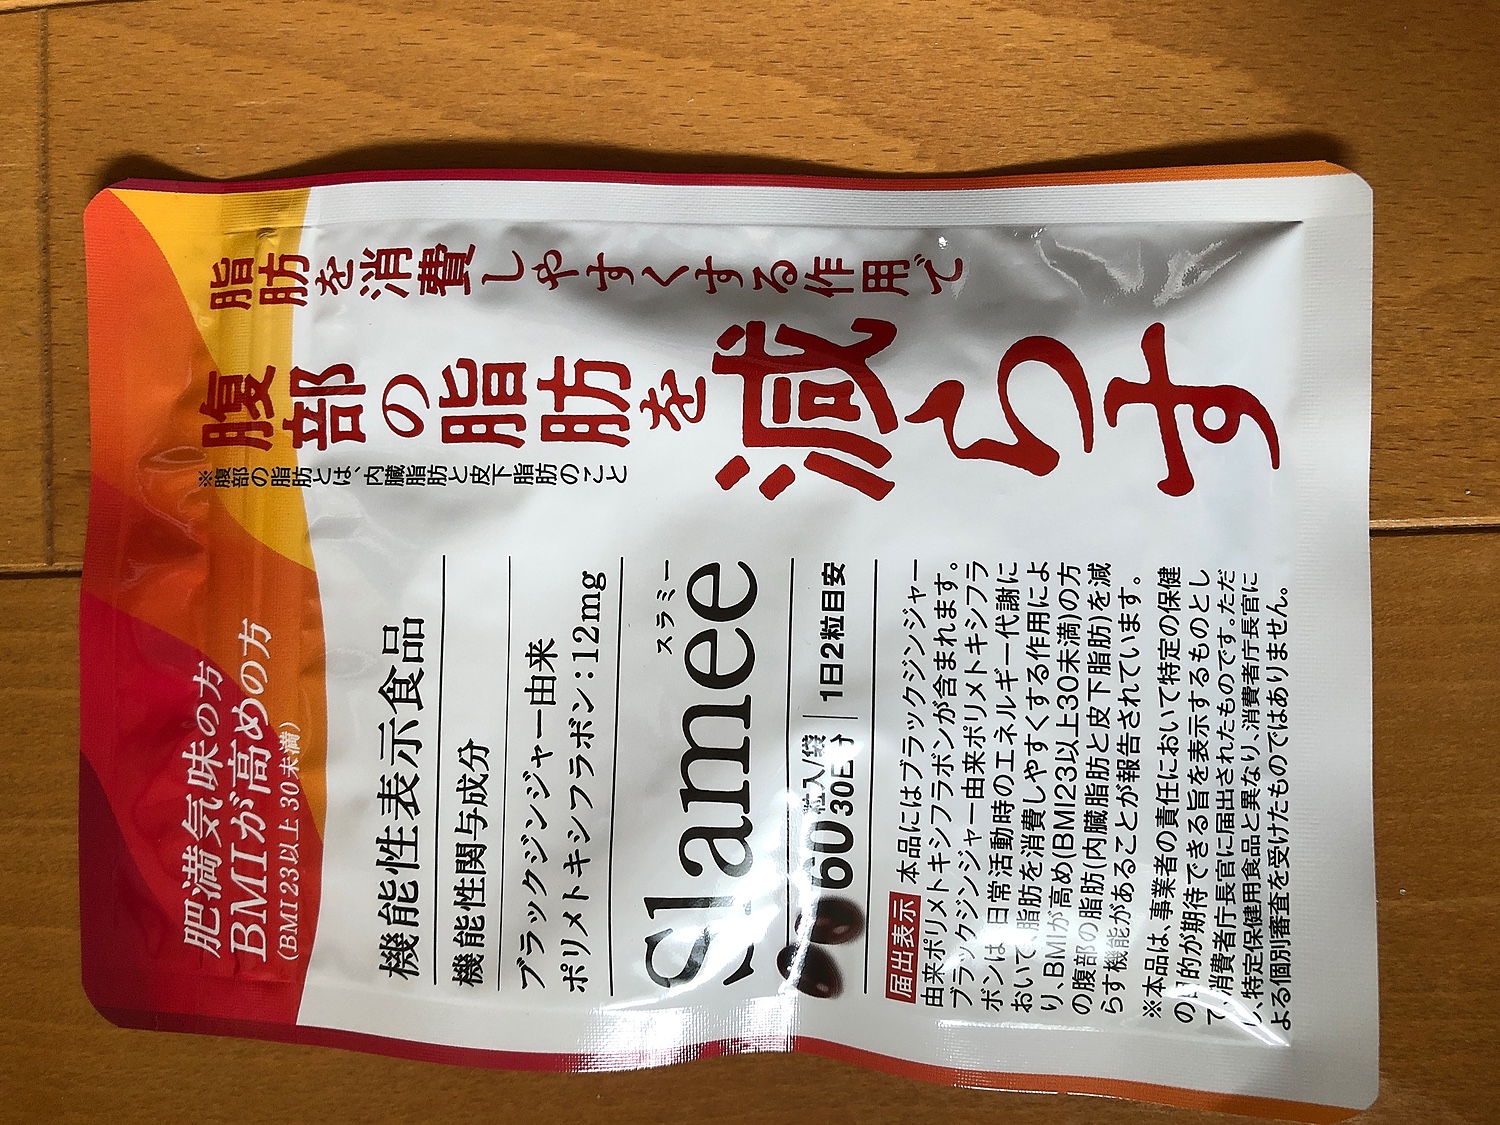 肥満気味の方
BMIが高めの方
(BMI23以上30未満)
脂肪を消費しやすくする作用で
腹部の脂肪を
減らす
※腹部の脂肪とは、内臓脂肪と皮下脂肪のこと
機能性表示食品
機能性関与成分
ブラックジンジャー由来
ポリメトキシフラボン:12mg
スラミー
Slamee
60粒入/袋
30日分
1日2粒目安
届出表示 本品にはブラックジンジャー
由来ポリメトキシフラボンが含まれます。
ブラックジンジャー由来ポリメトキシフラ
ボンは、日常活動時のエネルギー代謝に
おいて、脂肪を消費しやすくする作用によ
り、BMIが高め(BMI23以上30未満)の方
の腹部の脂肪(内臓脂肪と皮下脂肪)を減
らす機能があることが報告されています。
※本品は、事業者の責任において特定の保健
の目的が期待できる旨を表示するものとし
て、消費者庁長官に届出されたものです。ただ
し、特定保健用食品と異なり、消費者庁長官に
よる個別審査を受けたものではありません。